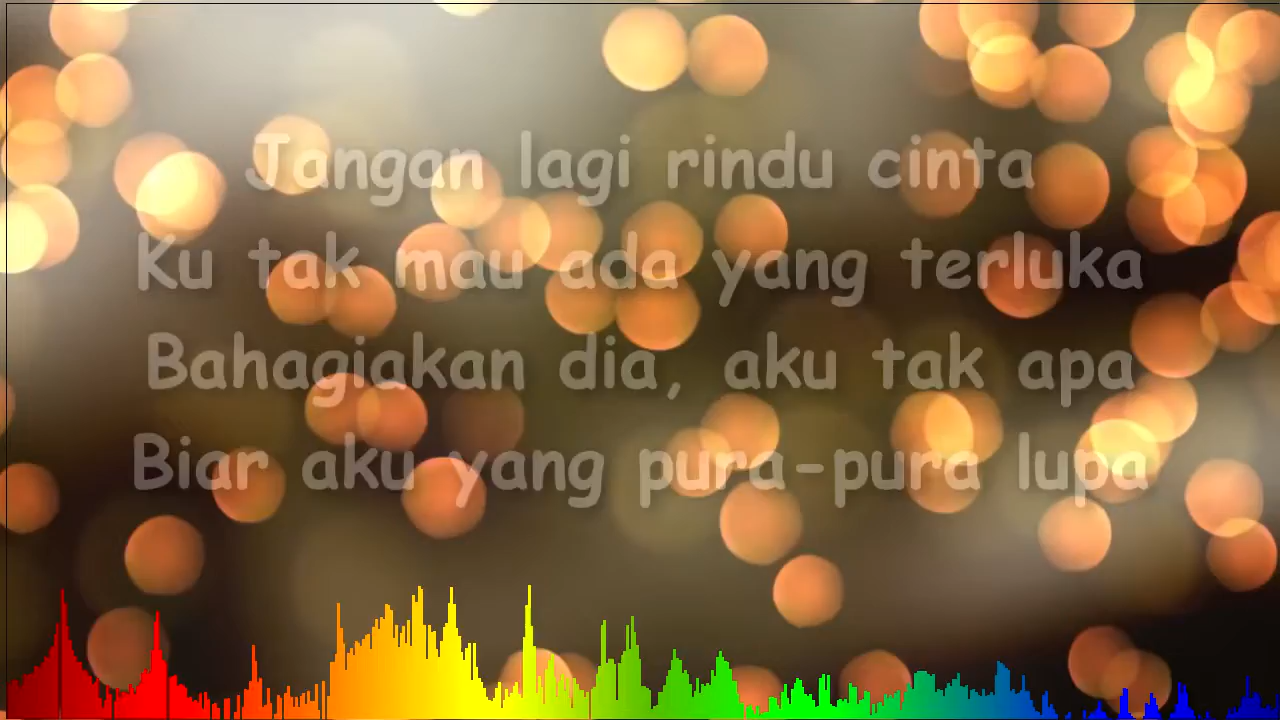 Jangan lagi rindu cinta
Ku tak mau ada yang terluka
Bahagiakan dia, aku tak apa
Biar aku yang pura-pura lupa